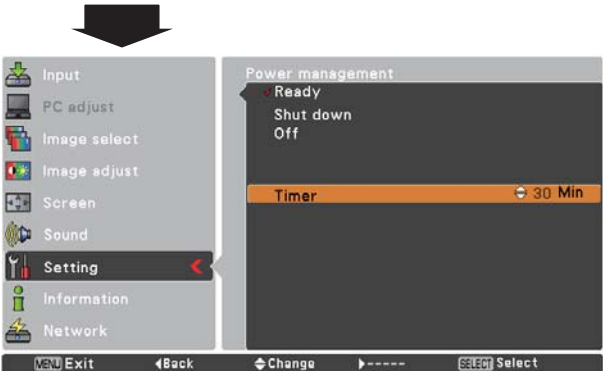 Input
PC adjust
Image select
Image adjust
Screen
Sound
Setting
Information
Network
Power management
Ready
Shut down
Off
Timer 30 Min
MENU Exit Back Change ----- SELECT Select